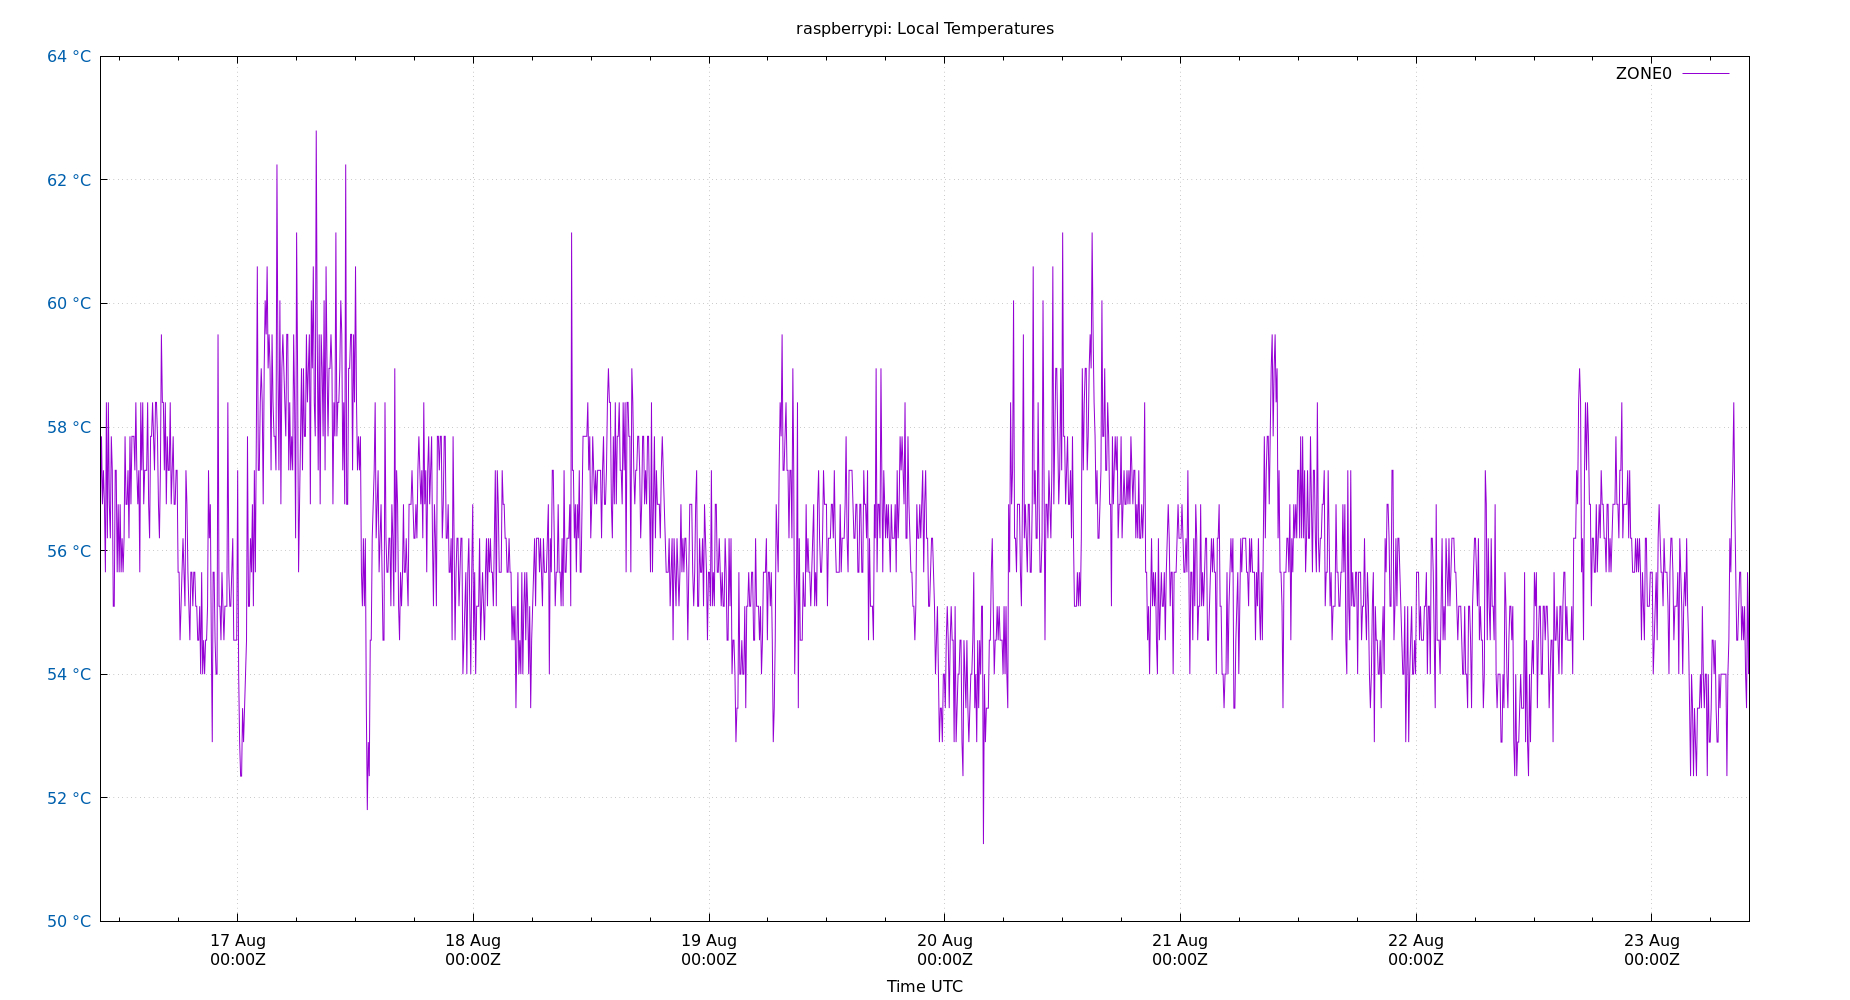 raspberrypi: Local Temperatures
64 °C
ZONE0
62 °C
60 °C
58 °C
56 °C
54 °C
52 °C
50 °C
17 Aug 18 Aug 19 Aug 20 Aug 21 Aug 22 Aug 23 Aug
00:00Z 00:00Z 00:00Z 00:00Z 00:00Z 00:00Z 00:00Z
Time UTC